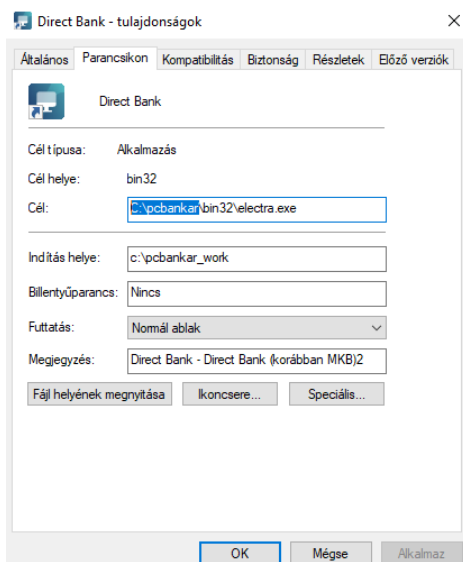 Direct Bank - tulajdonságok
Általános Parancsikon Kompatibilitás Biztonság Részletek Előző verziók
Direct Bank
Cél típusa: Alkalmazás
Cél helye: bin32
Cél: C:\pcbankar\bin32\electra.exe
Indítás helye: c:\pcbankar_work
Billentyűparancs: Nincs
Futtatás: Normál ablak
Megjegyzés: Direct Bank - Direct Bank (korábban MKB)2
Fájl helyének megnyitása Ikoncsere... Speciális...
OK Mégse Alkalmaz